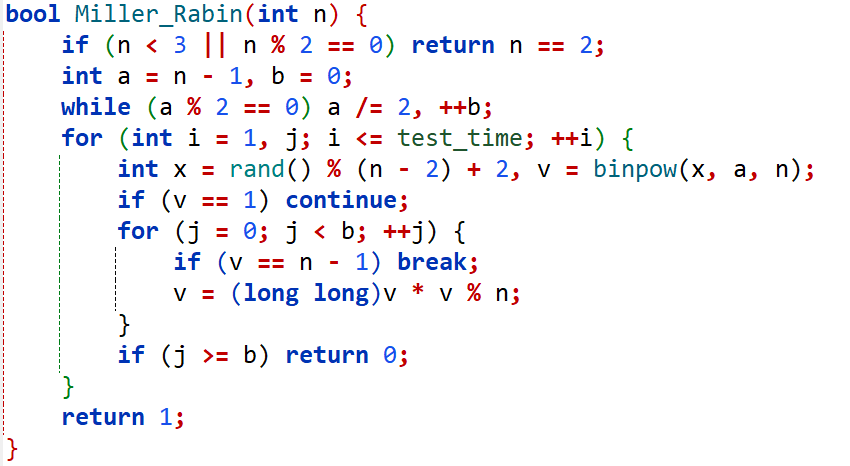 bool Miller_Rabin(int n) {
    if (n < 3 || n % 2 == 0) return n == 2;
    int a = n - 1, b = 0;
    while (a % 2 == 0) a /= 2, ++b;
    for (int i = 1, j; i <= test_time; ++i) {
        int x = rand() % (n - 2) + 2, v = binpow(x, a, n);
        if (v == 1) continue;
        for (j = 0; j < b; ++j) {
            if (v == n - 1) break;
            v = (long long)v * v % n;
        }
        if (j >= b) return 0;
    }
    return 1;
}